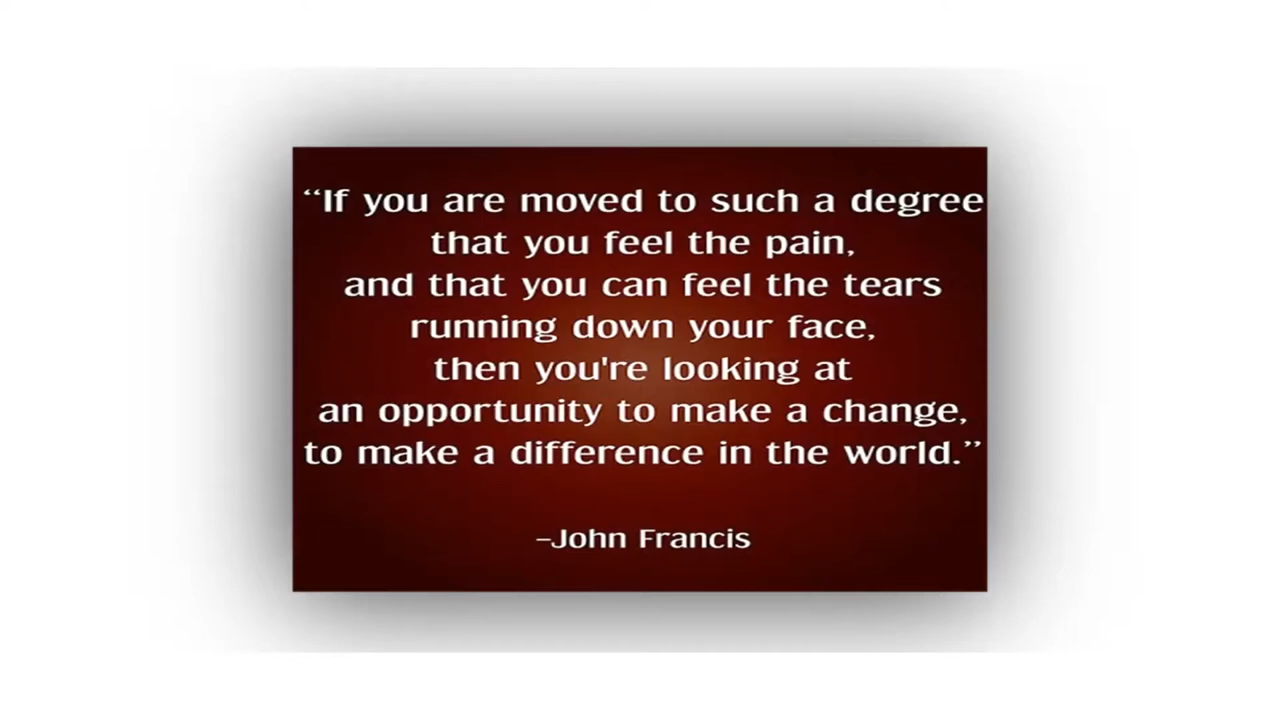 “If you are moved to such a degree
that you feel the pain,
and that you can feel the tears
running down your face,
then you're looking at
an opportunity to make a change,
to make a difference in the world.”
–John Francis